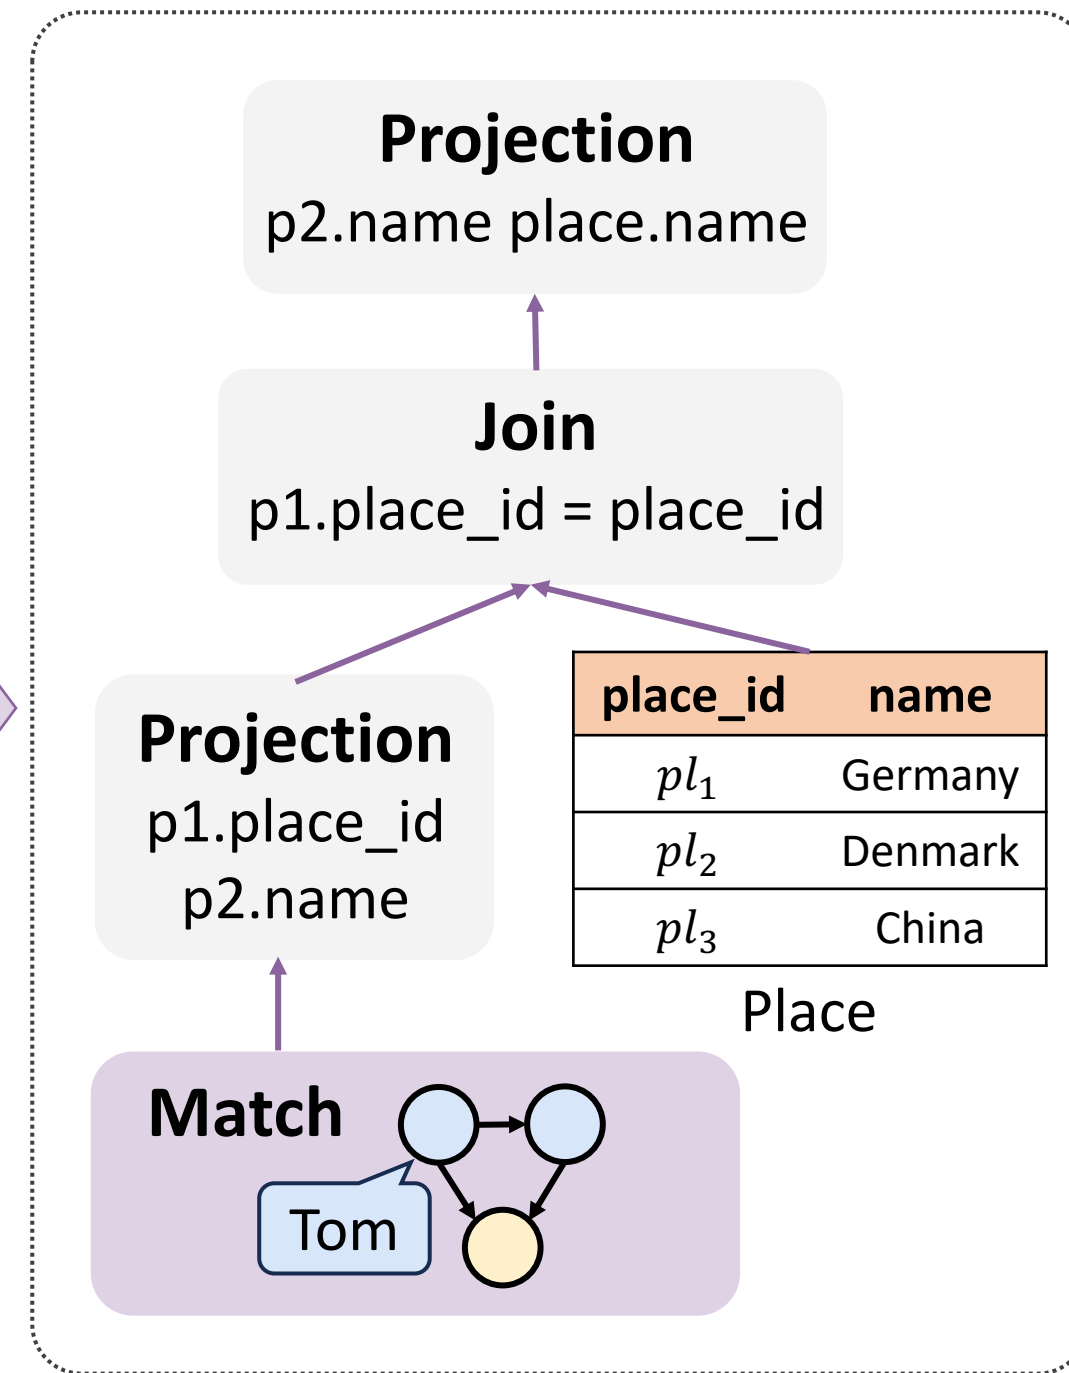 Projection
p2.name place.name
Join
p1.place_id = place_id
Projection
p1.place_id
p2.name
place_id name
pl₁ Germany
pl₂ Denmark
pl₃ China
Place
Match
Tom